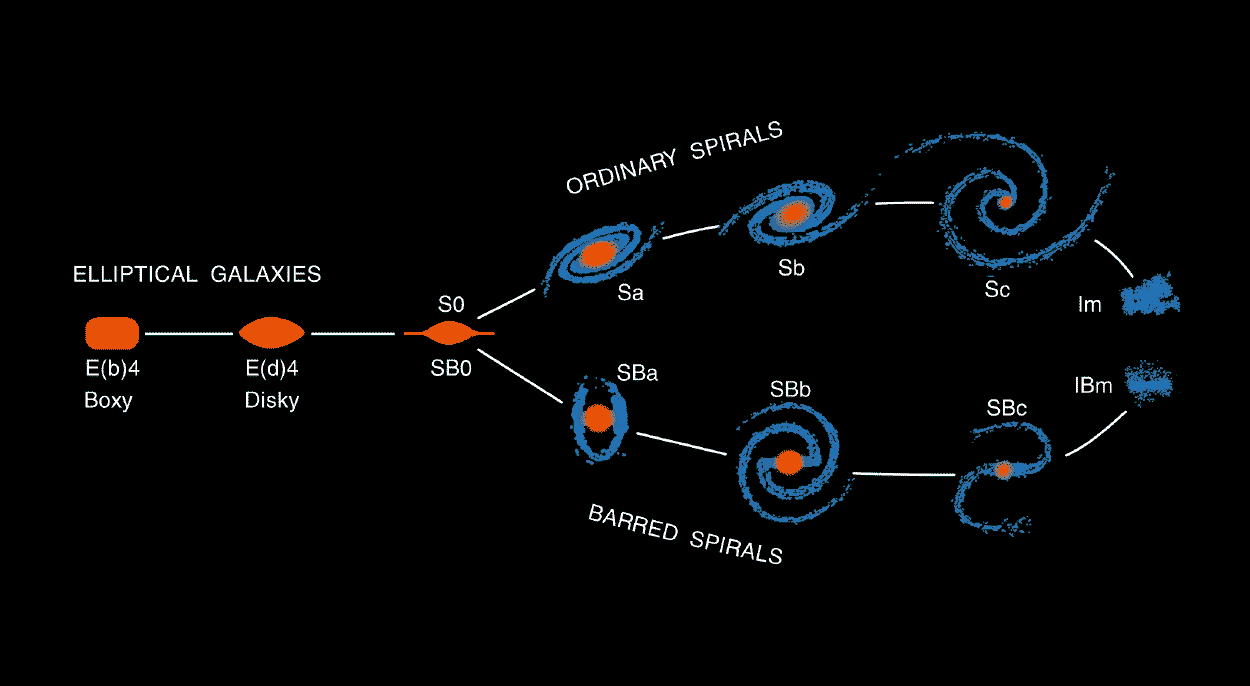 ORDINARY SPIRALS
ELLIPTICAL GALAXIES
E(b)4
Boxy
E(d)4
Disky
S0
SB0
Sa
Sb
Sc
Im
SBa
SBb
SBc
IBm
BARRED SPIRALS